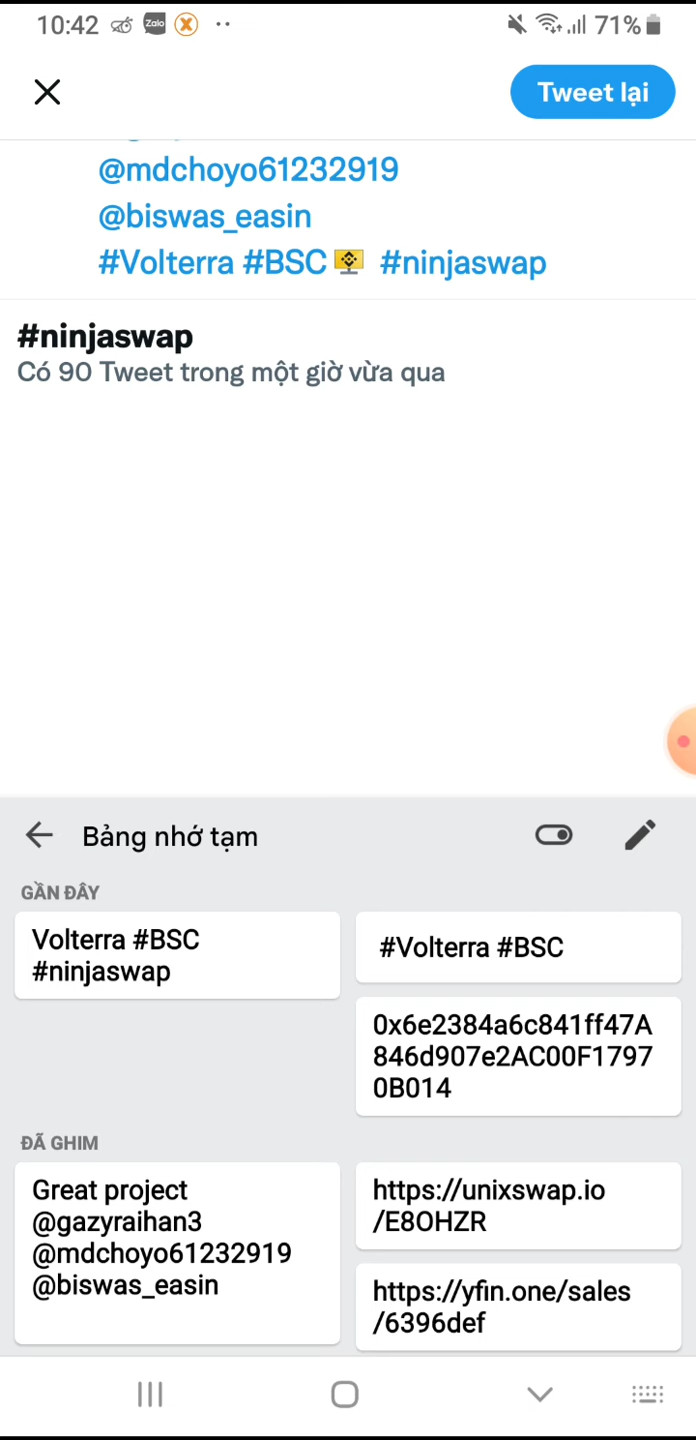 10:42
Zalo
71%
Tweet lại
@mdchoyo61232919
@biswas_easin
#Volterra #BSC #ninjaswap
#ninjaswap
Có 90 Tweet trong một giờ vừa qua
Bảng nhớ tạm
GẦN ĐÂY
Volterra #BSC
#ninjaswap
#Volterra #BSC
0x6e2384a6c841ff47A
846d907e2AC00F1797
0B014
ĐÃ GHIM
Great project
@gazyraihan3
@mdchoyo61232919
@biswas_easin
https://unixswap.io
/E8OHZR
https://yfin.one/sales
/6396def